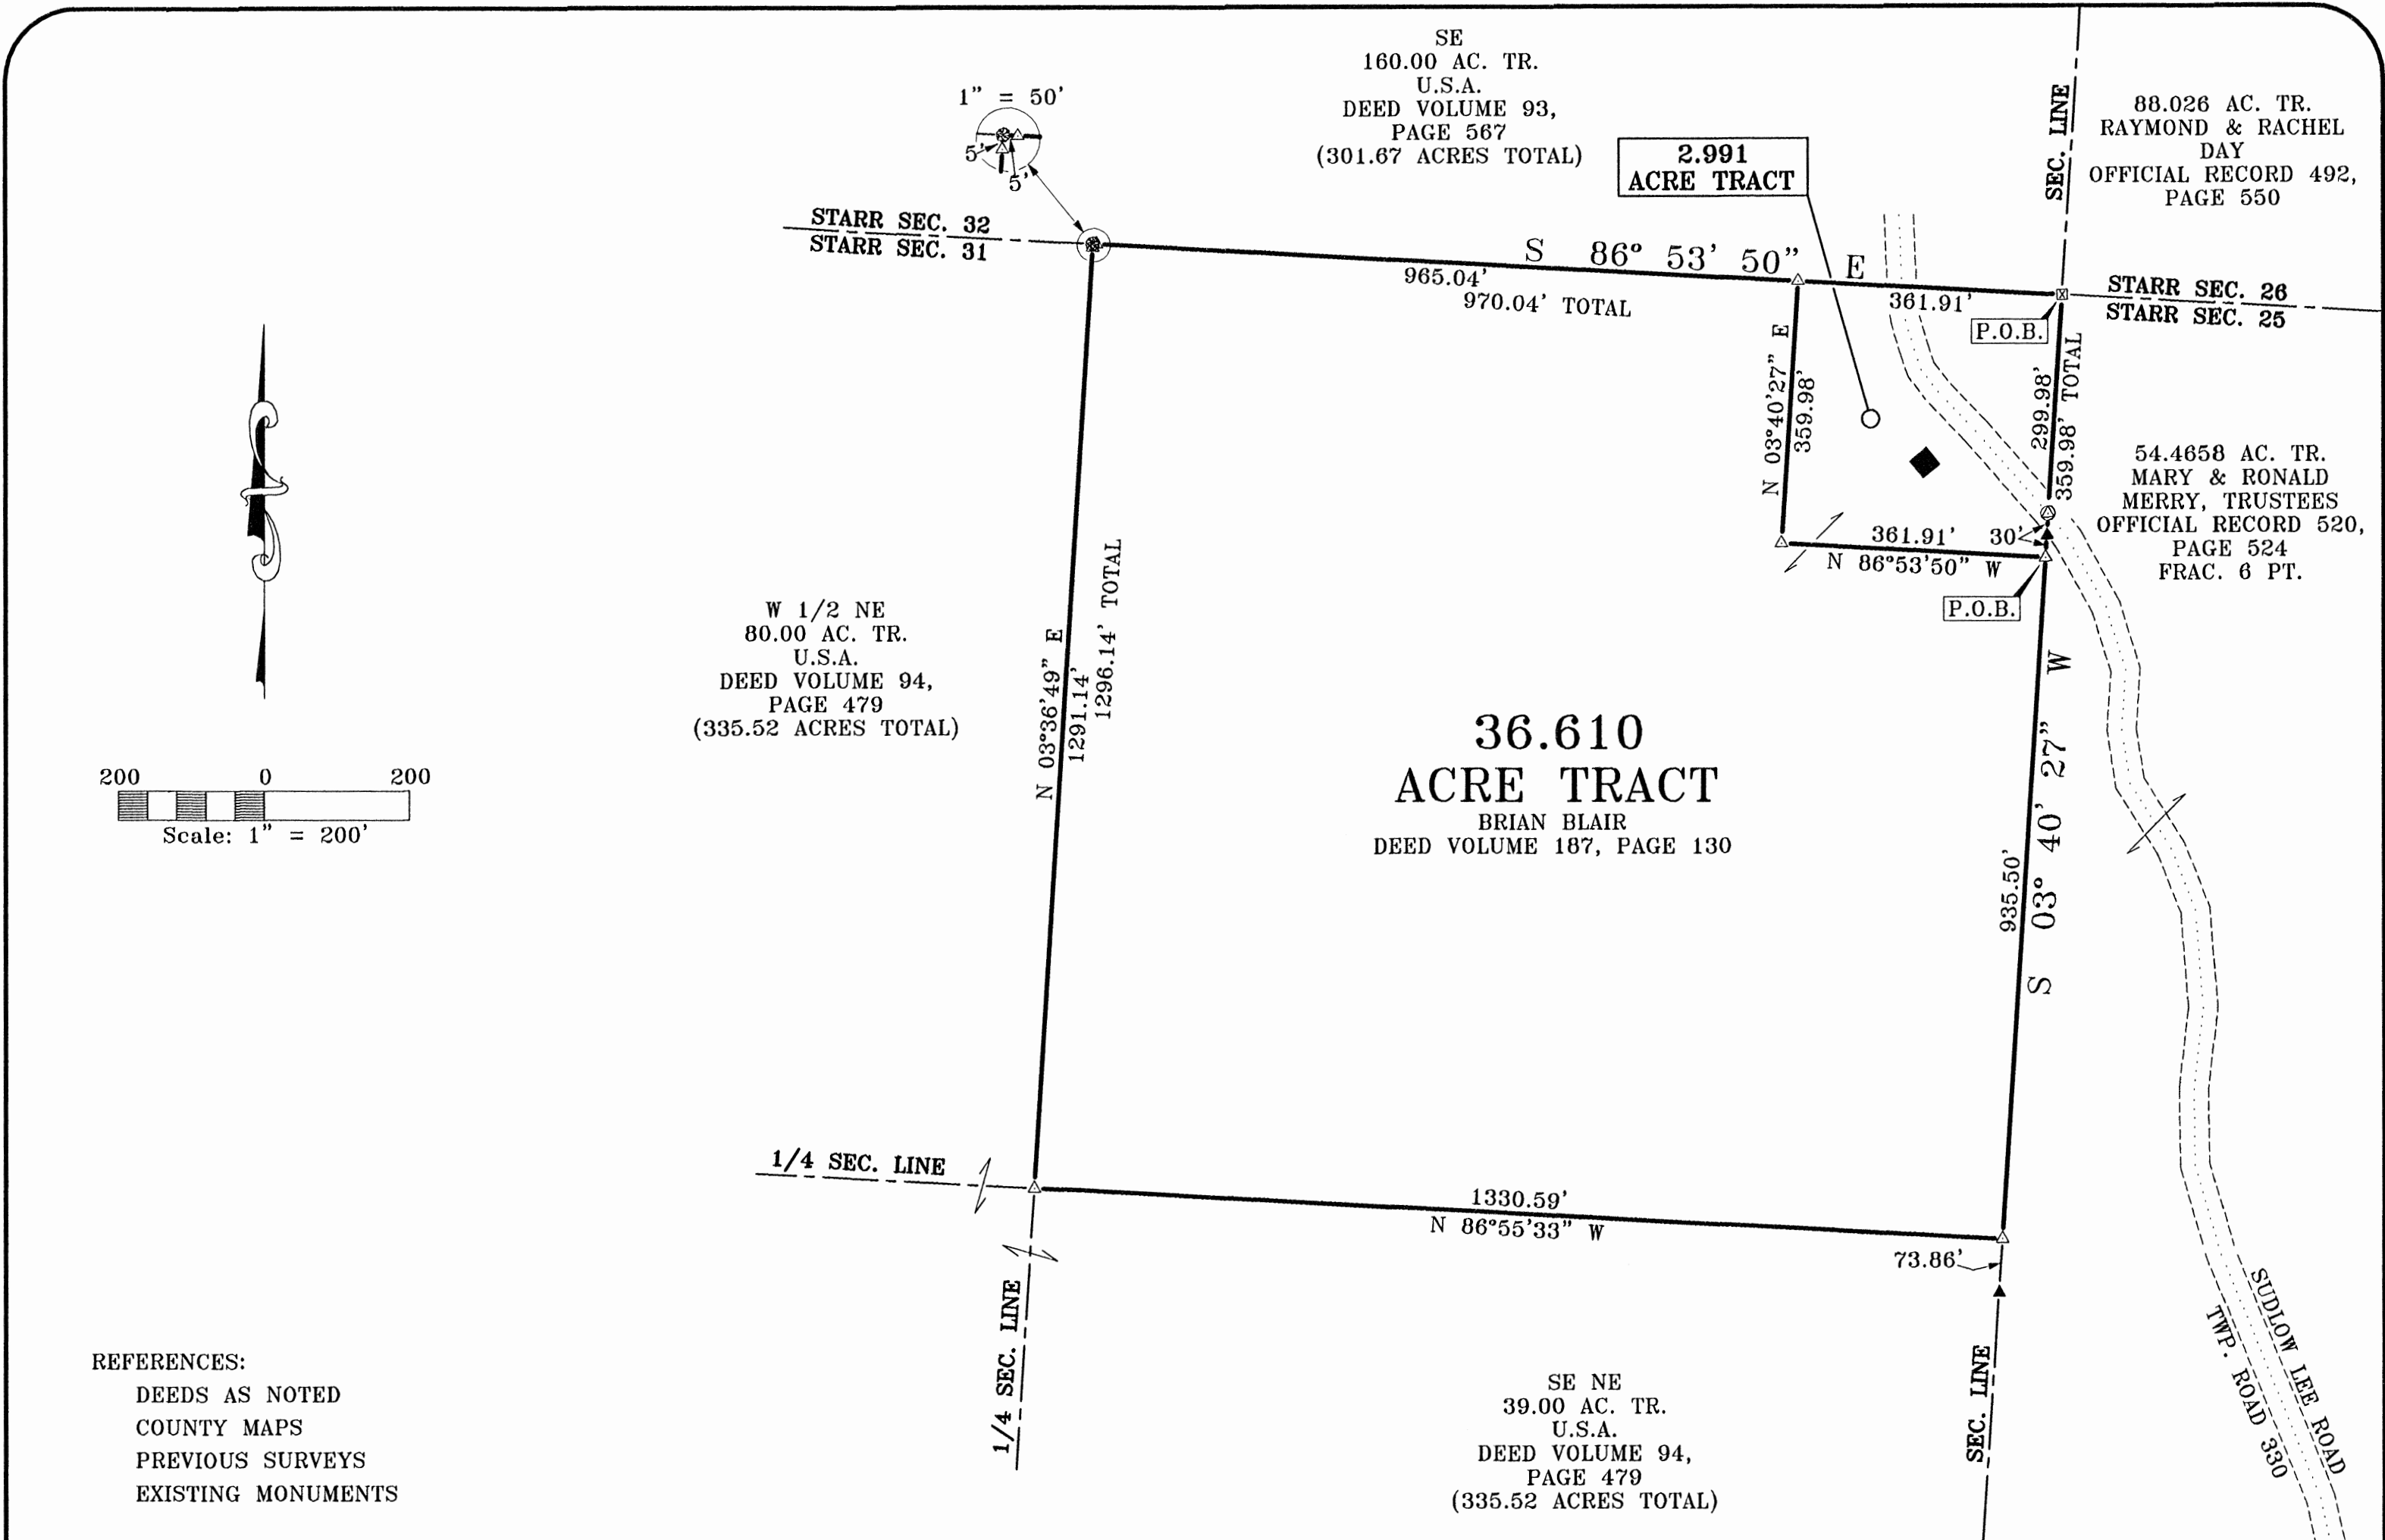 SE
160.00 AC. TR.
U.S.A.
DEED VOLUME 93,
PAGE 567
(301.67 ACRES TOTAL)
1" = 50'
5'
5'
2.991
ACRE TRACT
SEC. LINE
88.026 AC. TR.
RAYMOND & RACHEL
DAY
OFFICIAL RECORD 492,
PAGE 550
STARR SEC. 32
STARR SEC. 31
S 86° 53' 50" E
965.04'
970.04' TOTAL
361.91'
STARR SEC. 26
STARR SEC. 25
P.O.B.
N 03°40'27" E
359.98'
299.98'
359.98' TOTAL
54.4658 AC. TR.
MARY & RONALD
MERRY, TRUSTEES
OFFICIAL RECORD 520,
PAGE 524
FRAC. 6 PT.
361.91'
30'
N 86°53'50" W
P.O.B.
W 1/2 NE
80.00 AC. TR.
U.S.A.
DEED VOLUME 94,
PAGE 479
(335.52 ACRES TOTAL)
N 03°36'49" E
1291.14'
1296.14' TOTAL
36.610
ACRE TRACT
BRIAN BLAIR
DEED VOLUME 187, PAGE 130
S 03° 40' 27" W
935.50'
200 0 200
Scale: 1" = 200'
1/4 SEC. LINE
1330.59'
N 86°55'33" W
73.86'
1/4 SEC. LINE
SEC. LINE
SUDLOW LEE ROAD
TWP. ROAD 330
SE NE
39.00 AC. TR.
U.S.A.
DEED VOLUME 94,
PAGE 479
(335.52 ACRES TOTAL)
REFERENCES:
DEEDS AS NOTED
COUNTY MAPS
PREVIOUS SURVEYS
EXISTING MONUMENTS